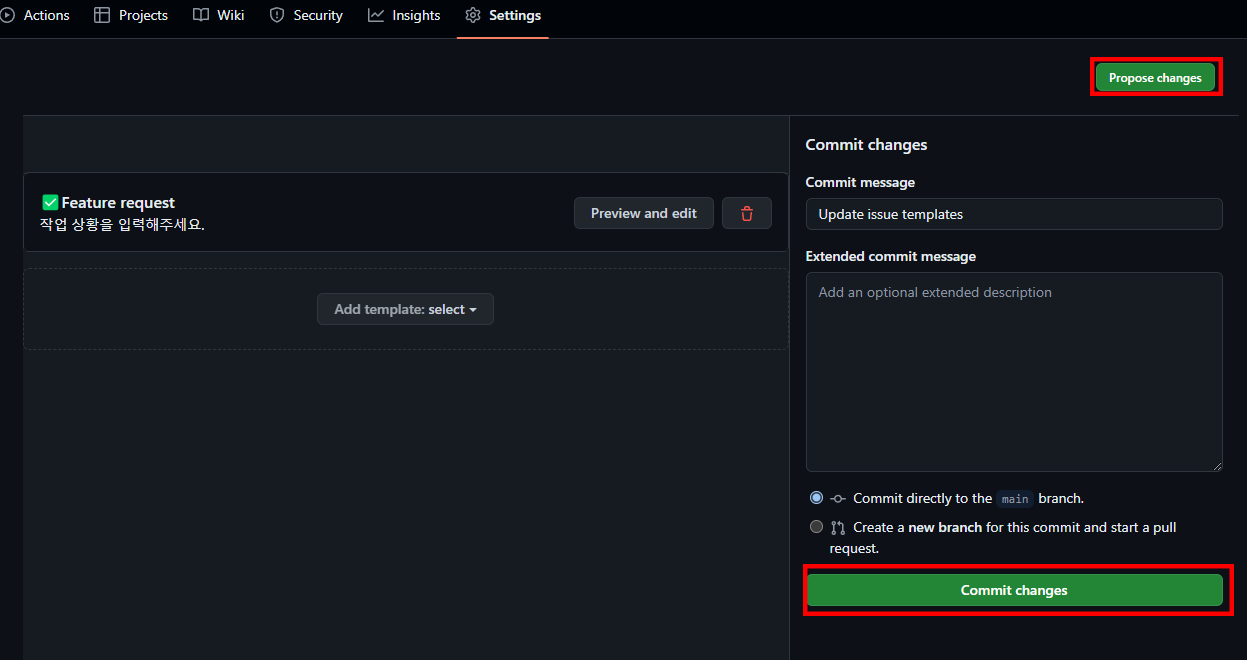 Actions Projects Wiki Security Insights Settings
Propose changes
✅Feature request
작업 상황을 입력해주세요.
Preview and edit
Add template: select
Commit changes
Commit message
Update issue templates
Extended commit message
Add an optional extended description
Commit directly to the main branch.
Create a new branch for this commit and start a pull
request.
Commit changes